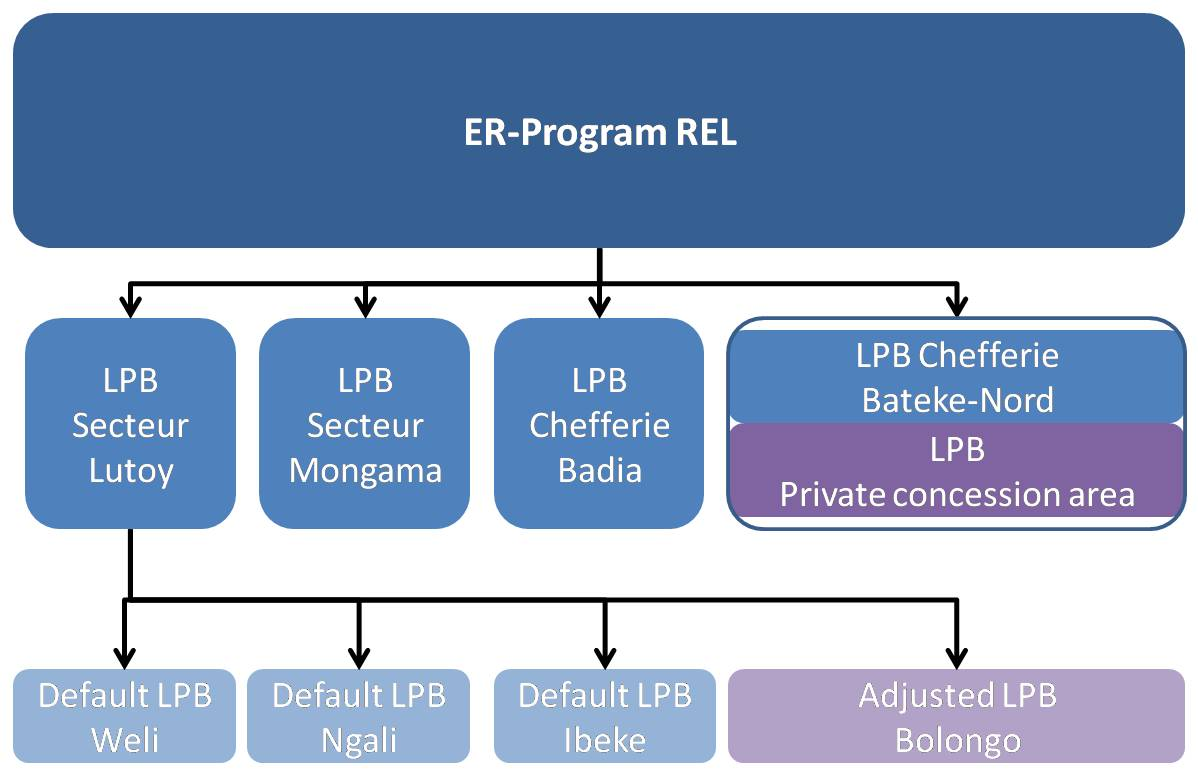 ER-Program REL
LPB
Secteur
Lutoy
LPB
Secteur
Mongama
LPB
Chefferie
Badia
LPB Chefferie
Bateke-Nord
LPB
Private concession area
Default LPB
Weli
Default LPB
Ngali
Default LPB
Ibeke
Adjusted LPB
Bolongo